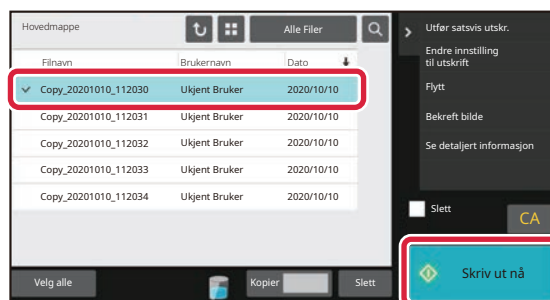 Hovedmappe
Alle Filer
Filnavn Brukernavn Dato
Copy_20201010_112030 Ukjent Bruker 2020/10/10
Copy_20201010_112031 Ukjent Bruker 2020/10/10
Copy_20201010_112032 Ukjent Bruker 2020/10/10
Copy_20201010_112033 Ukjent Bruker 2020/10/10
Copy_20201010_112034 Ukjent Bruker 2020/10/10
Velg alle
Kopier
Slett
Utfør satsvis utskr.
Endre innstilling
til utskrift
Flytt
Bekreft bilde
Se detaljert informasjon
Slett
CA
Skriv ut nå